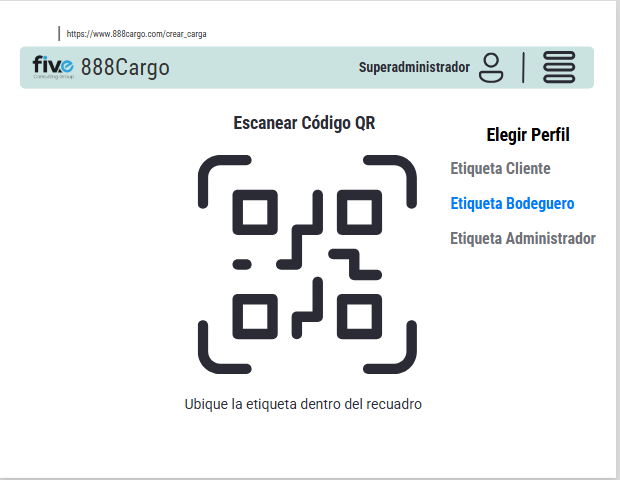 https://www.888cargo.com/crear_carga
five
Consulting Group
888Cargo
Superadministrador
Escanear Código QR
Elegir Perfil
Etiqueta Cliente
Etiqueta Bodeguero
Etiqueta Administrador
Ubique la etiqueta dentro del recuadro